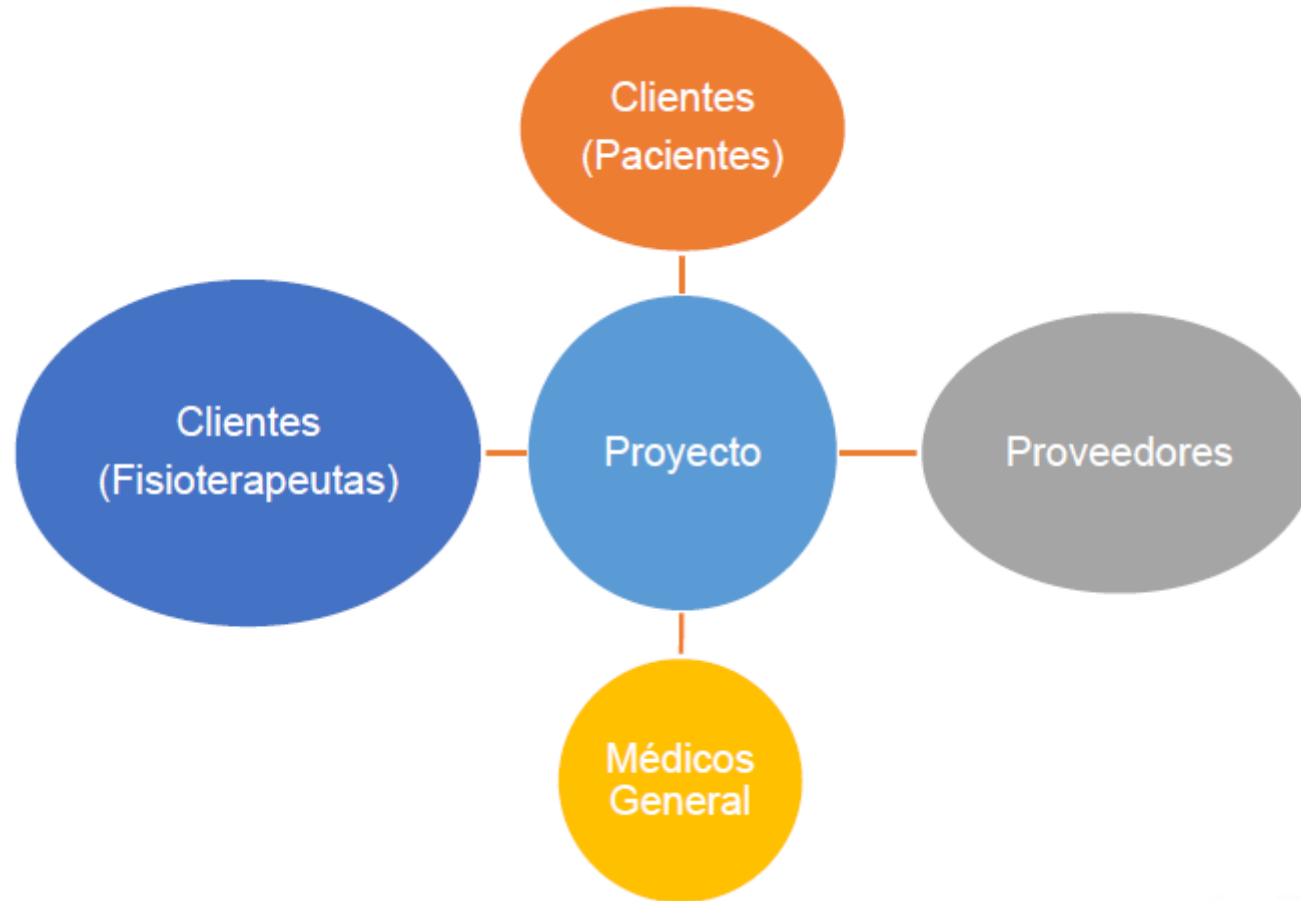 Clientes
(Pacientes)
Clientes
(Fisioterapeutas)
Proyecto
Proveedores
Médicos
General